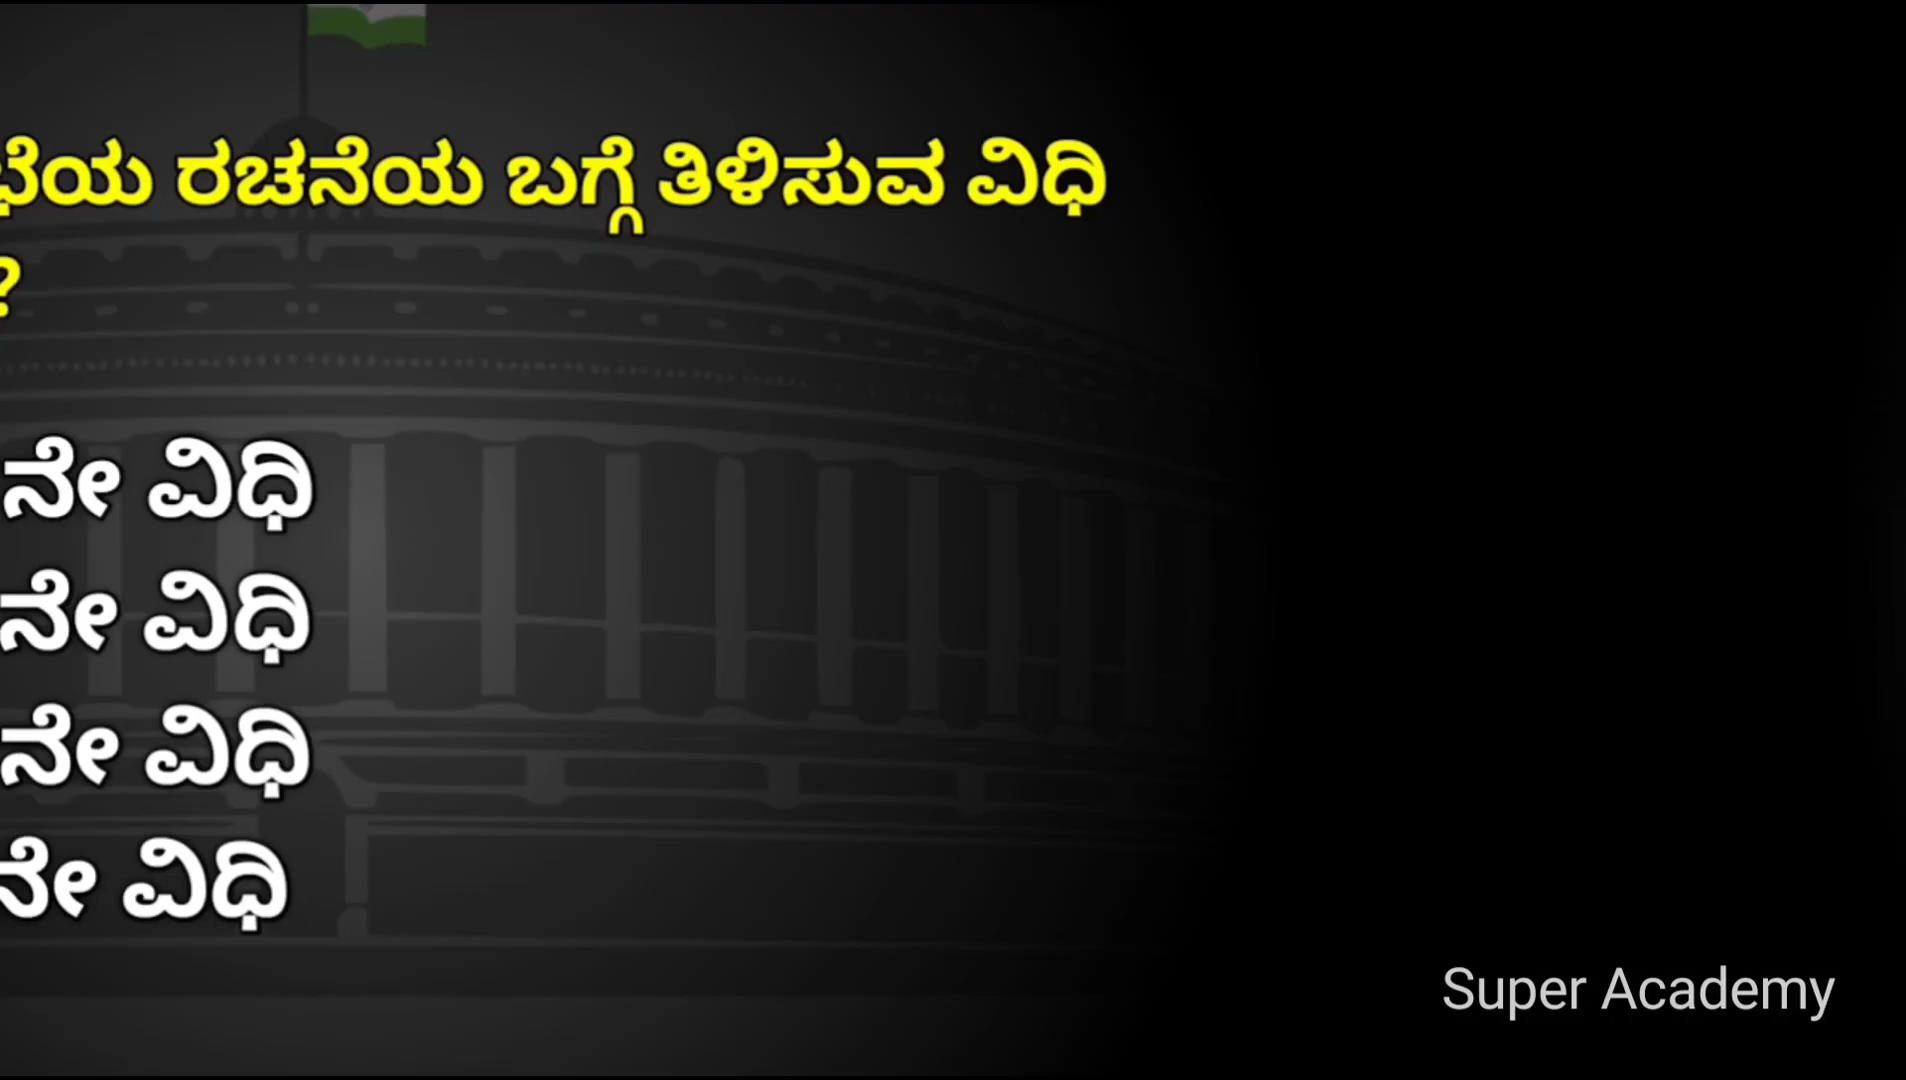 ರಚನೆಯ ಬಗ್ಗೆ ತಿಳಿಸುವ ವಿಧಿ
?
ನೇ ವಿಧಿ
ನೇ ವಿಧಿ
ನೇ ವಿಧಿ
ನೇ ವಿಧಿ
Super Academy